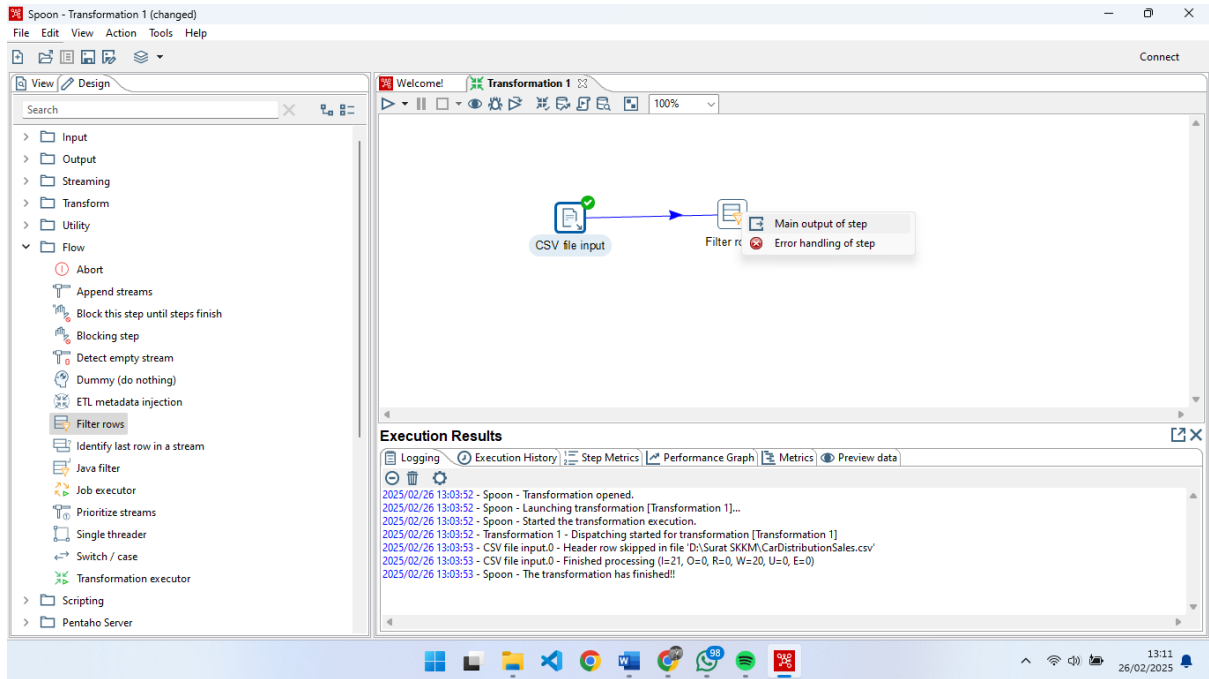 Spoon - Transformation 1 (changed)
File Edit View Action Tools Help
Connect
View Design
Search
Input
Output
Streaming
Transform
Utility
Flow
Abort
Append streams
Block this step until steps finish
Blocking step
Detect empty stream
Dummy (do nothing)
ETL metadata injection
Filter rows
Identify last row in a stream
Java filter
Job executor
Prioritize streams
Single threader
Switch / case
Transformation executor
Scripting
Pentaho Server
Welcome! Transformation 1
100%
CSV file input
Filter ro
Main output of step
Error handling of step
Execution Results
Logging Execution History Step Metrics Performance Graph Metrics Preview data
2025/02/26 13:03:52 - Spoon - Transformation opened.
2025/02/26 13:03:52 - Spoon - Launching transformation [Transformation 1]...
2025/02/26 13:03:52 - Spoon - Started the transformation execution.
2025/02/26 13:03:52 - Transformation 1 - Dispatching started for transformation [Transformation 1]
2025/02/26 13:03:53 - CSV file input.0 - Header row skipped in file 'D:\Surat SKKM\CarDistributionSales.csv'
2025/02/26 13:03:53 - CSV file input.0 - Finished processing (I=21, O=0, R=0, W=20, U=0, E=0)
2025/02/26 13:03:53 - Spoon - The transformation has finished!!
98
13:11
26/02/2025